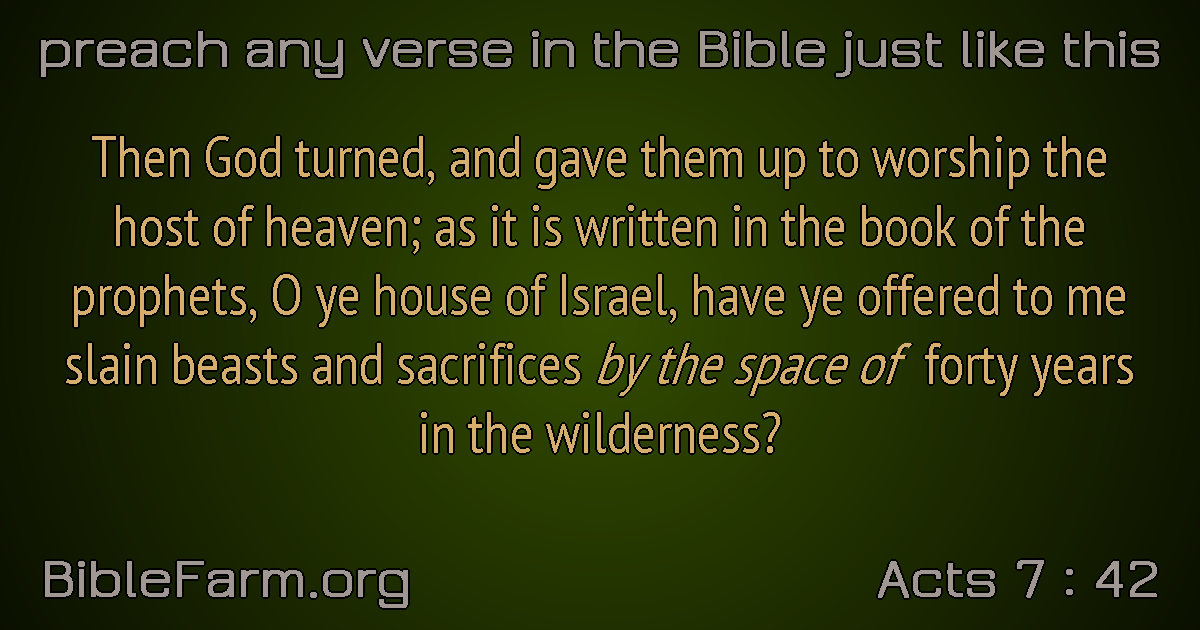 preach any verse in the Bible just like this
Then God turned, and gave them up to worship the
host of heaven; as it is written in the book of the
prophets, O ye house of Israel, have ye offered to me
slain beasts and sacrifices by the space of forty years
in the wilderness?
BibleFarm.org
Acts 7 : 42